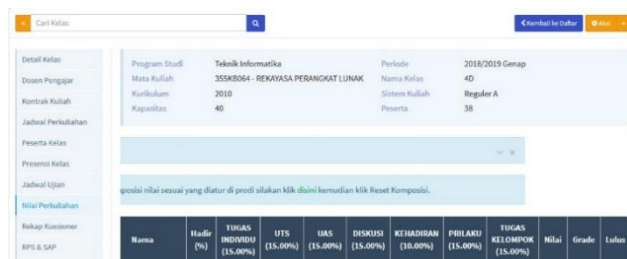 Cari Kelas
Kembali ke Daftar
Aksi
Detail Kelas
Dosen Pengajar
Kontrak Kuliah
Jadwal Perkuliahan
Peserta Kelas
Presensi Kelas
Jadwal Ujian
Nilai Perkuliahan
Rekap Kuesioner
RPS & SAP
Program Studi Teknik Informatika Periode 2018/2019 Genap
Mata Kuliah 355KB064 - REKAYASA PERANGKAT LUNAK Nama Kelas 4D
Kurikulum 2010 Sistem Kuliah Reguler A
Kapasitas 40 Peserta 38
posisi nilai sesuai yang diatur di prodi silakan klik disini kemudian klik Reset Komposisi.
Nama Hadir (%) TUGAS INDIVIDU (15.00%) UTS (15.00%) UAS (15.00%) DISKUSI (15.00%) KEHADIRAN (10.00%) PRILAKU (15.00%) TUGAS KELOMPOK (15.00%) Nilai Grade Lulus